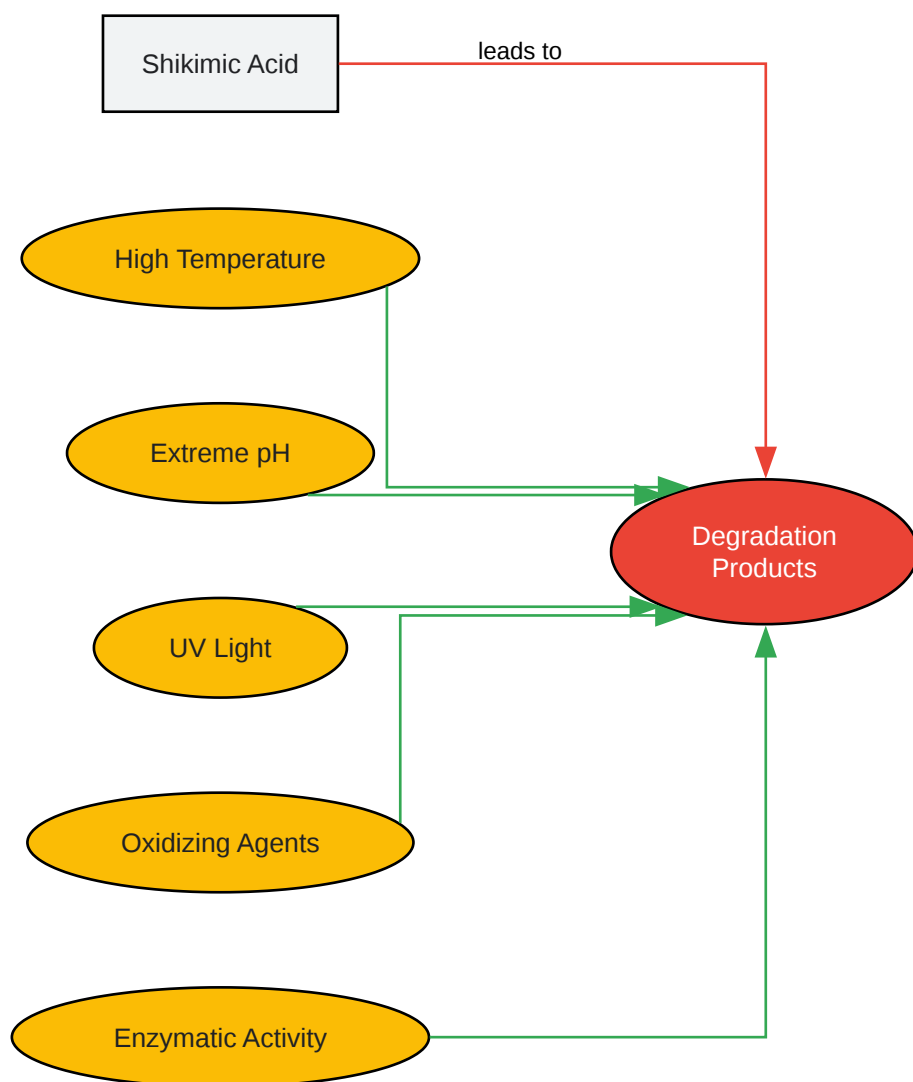 Shikimic Acid
leads to
High Temperature
Extreme pH
Degradation
Products
UV Light
Oxidizing Agents
Enzymatic Activity